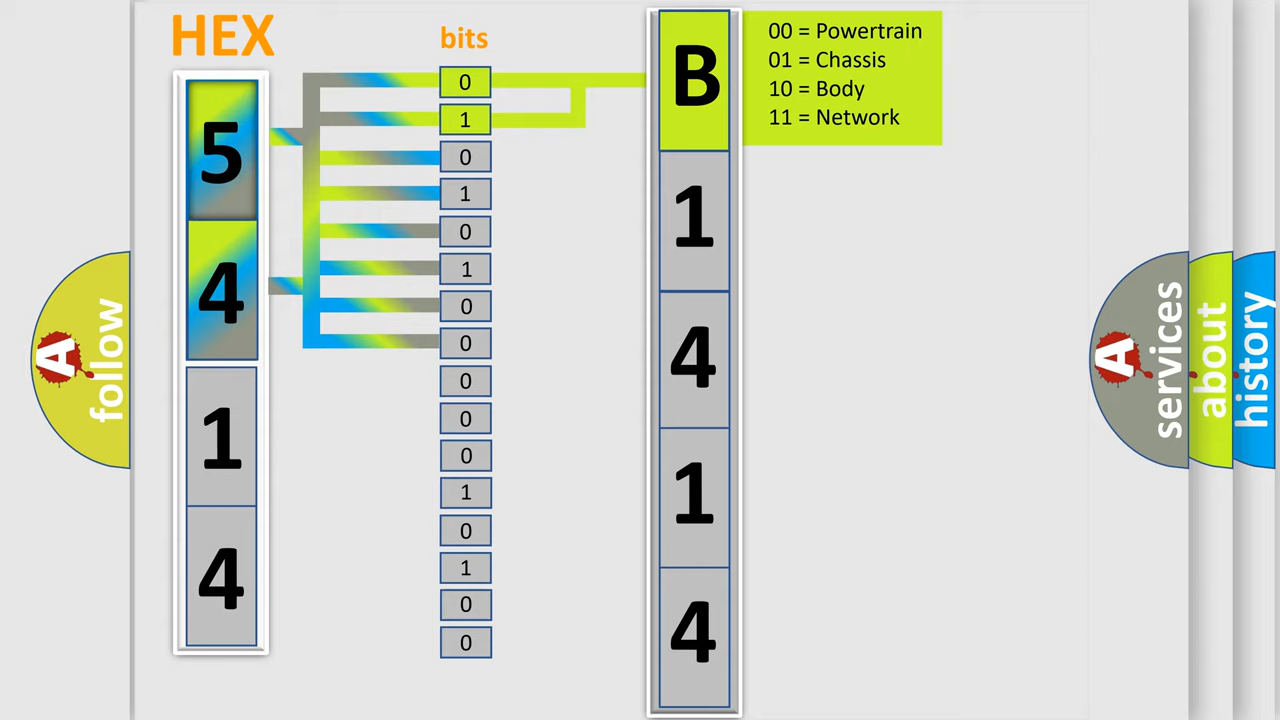 HEX
bits
5
4
1
4
0
1
0
1
0
1
0
0
0
0
0
1
0
1
0
0
B
1
4
1
4
00 = Powertrain
01 = Chassis
10 = Body
11 = Network
A
follow
A
services
about
history